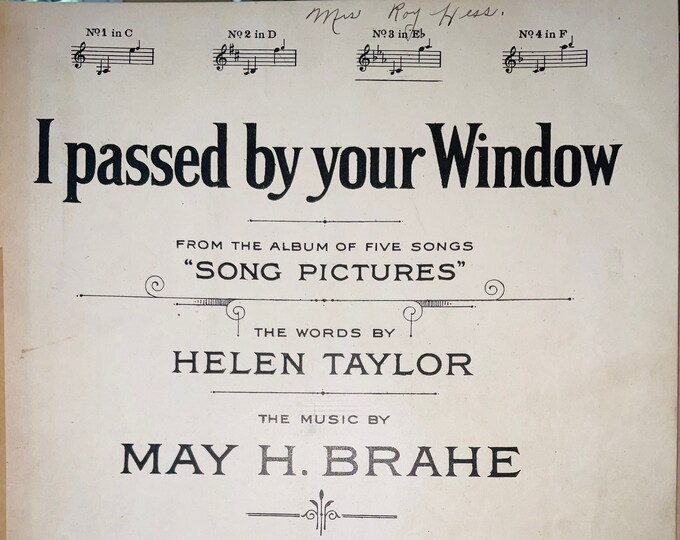 Mrs Roy Hess.
Nº1 in C Nº2 in D Nº3 in E♭ Nº4 in F
I passed by your Window
FROM THE ALBUM OF FIVE SONGS
"SONG PICTURES"
THE WORDS BY
HELEN TAYLOR
THE MUSIC BY
MAY H. BRAHE